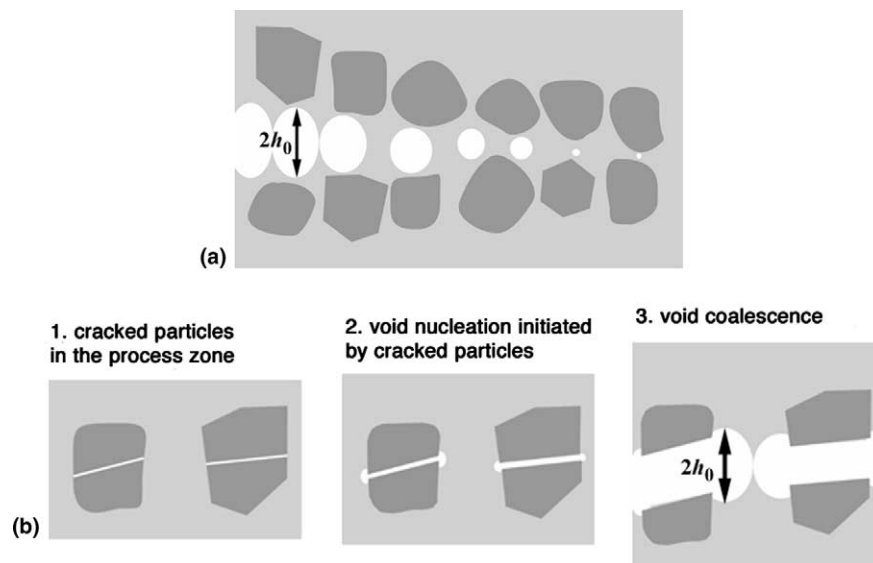 2h₀
(a)
1. cracked particles
in the process zone
2. void nucleation initiated
by cracked particles
3. void coalescence
2h₀
(b)